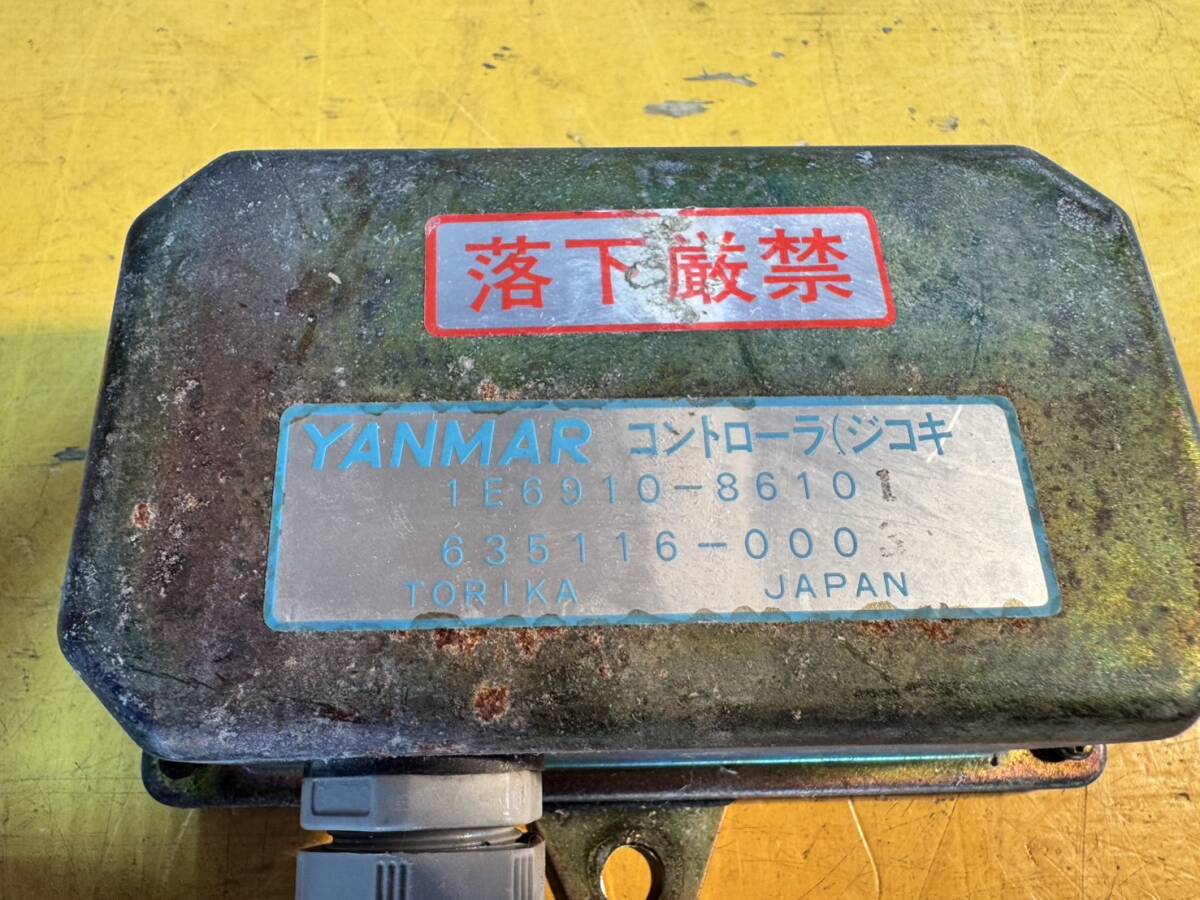 落下厳禁
YANMAR コントローラ(ジコキ
1E6910-86101
635116-000
TORIKA JAPAN